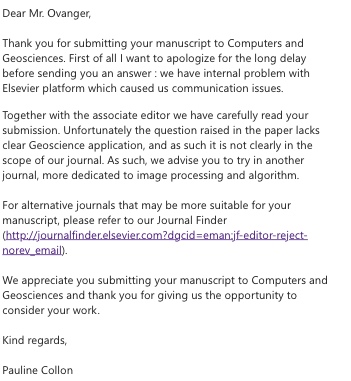 Dear Mr. Ovanger,
Thank you for submitting your manuscript to Computers and
Geosciences. First of all I want to apologize for the long delay
before sending you an answer : we have internal problem with
Elsevier platform which caused us communication issues.
Together with the associate editor we have carefully read your
submission. Unfortunately the question raised in the paper lacks
clear Geoscience application, and as such it is not clearly in the
scope of our journal. As such, we advise you to try in another
journal, more dedicated to image processing and algorithm.
For alternative journals that may be more suitable for your
manuscript, please refer to our Journal Finder
(http://journalfinder.elsevier.com?dgcid=eman;jf-editor-reject-
norev_email).
We appreciate you submitting your manuscript to Computers and
Geosciences and thank you for giving us the opportunity to
consider your work.
Kind regards,
Pauline Collon